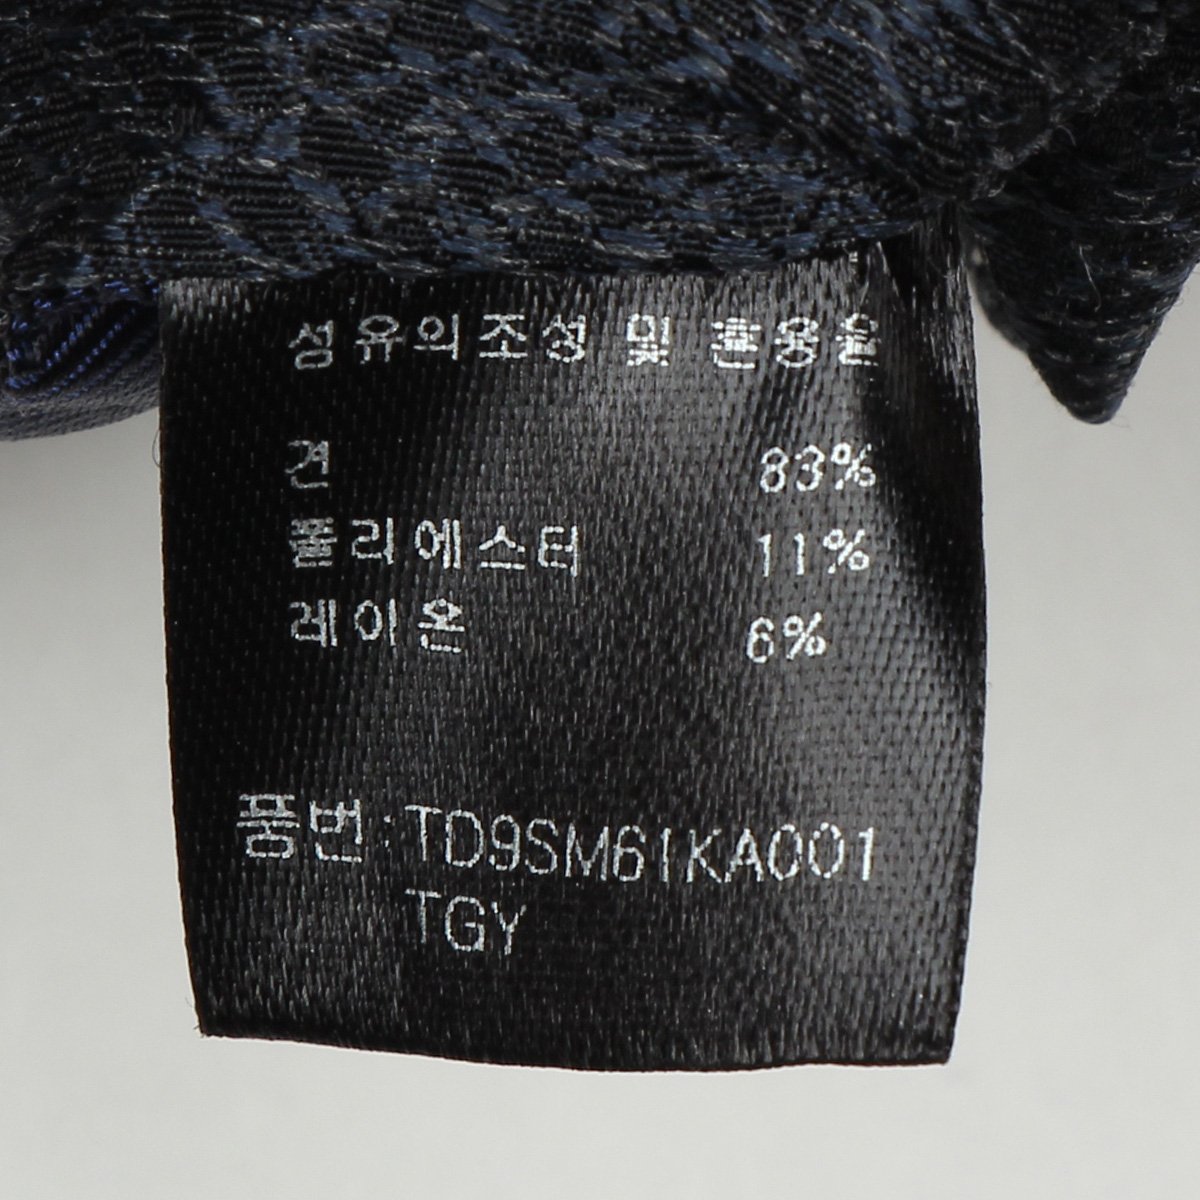 섬유의조성 및 혼용율
견 83%
폴리에스터 11%
레이온 6%
품번 : TD9SM61KA001
TGY